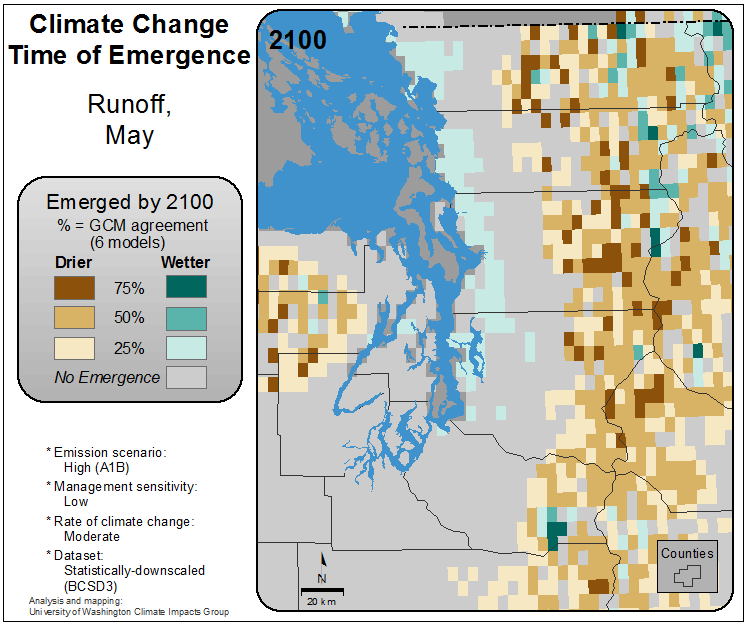 Climate Change
Time of Emergence
Runoff,
May
Emerged by 2100
% = GCM agreement
(6 models)
Drier Wetter
75%
50%
25%
No Emergence
* Emission scenario:
High (A1B)
* Management sensitivity:
Low
* Rate of climate change:
Moderate
* Dataset:
Statistically-downscaled
(BCSD3)
Analysis and mapping:
University of Washington Climate Impacts Group
2100
N
20 km
Counties